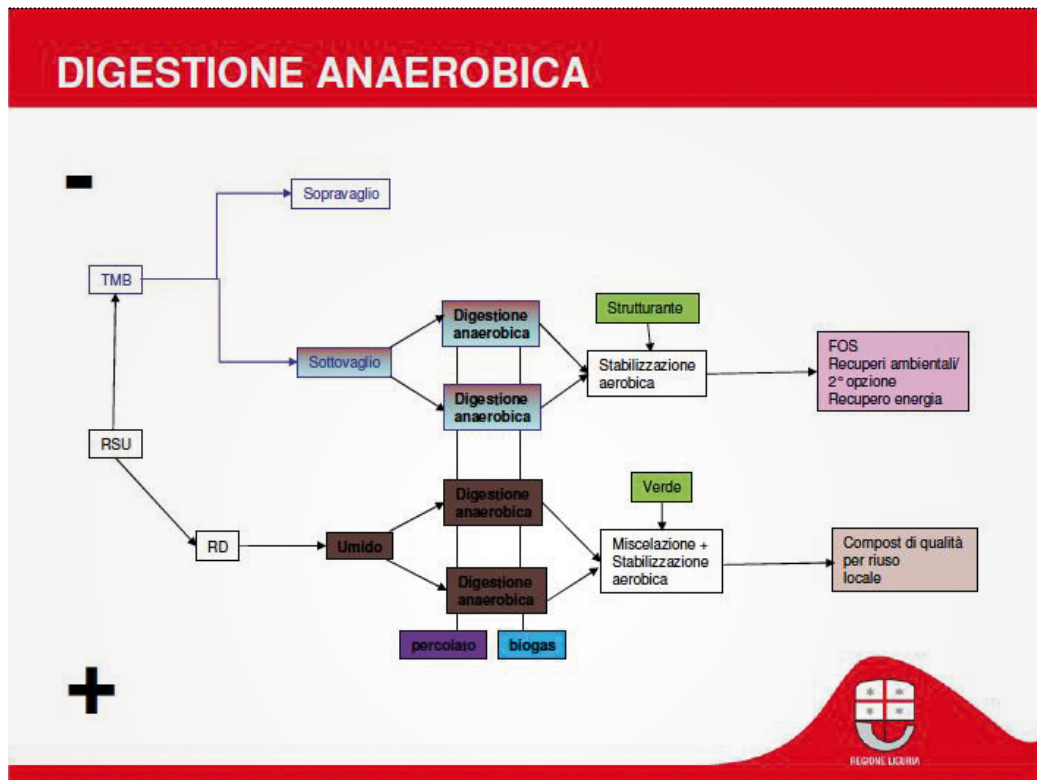 DIGESTIONE ANAEROBICA
-
Sopravaglio
TMB
Digestione
anaerobica
Strutturante
Sottovaglio
Stabilizzazione
aerobica
FOS
Recuperi ambientali/
2° opzione
Recupero energia
Digestione
anaerobica
RSU
Digestione
anaerobica
Verde
RD
Umido
Miscelazione +
Stabilizzazione
aerobica
Compost di qualità
per riuso
locale
Digestione
anaerobica
percolato
biogas
+
REGIONE LIGURIA